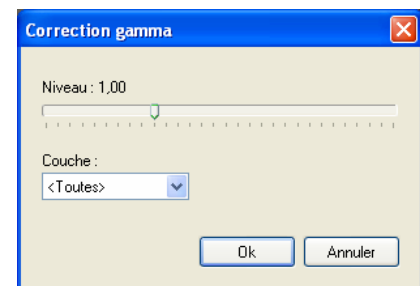 Correction gamma
Niveau : 1,00
Couche :
<Toutes>
Ok
Annuler